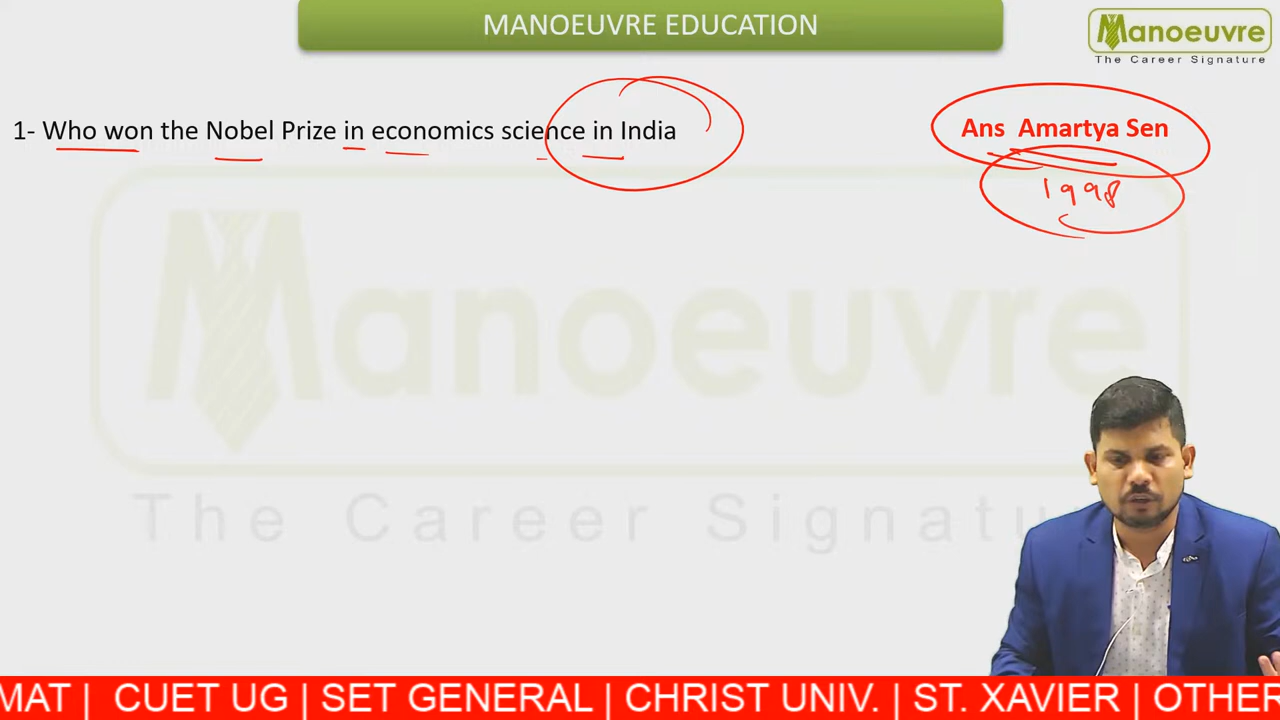 MANOEUVRE EDUCATION
Manoeuvre
The Career Signature
1- Who won the Nobel Prize in economics science in India
Ans Amartya Sen
1998
Manoeuvre
The Career Signatu
MAT | CUET UG | SET GENERAL | CHRIST UNIV. | ST. XAVIER | OTHER